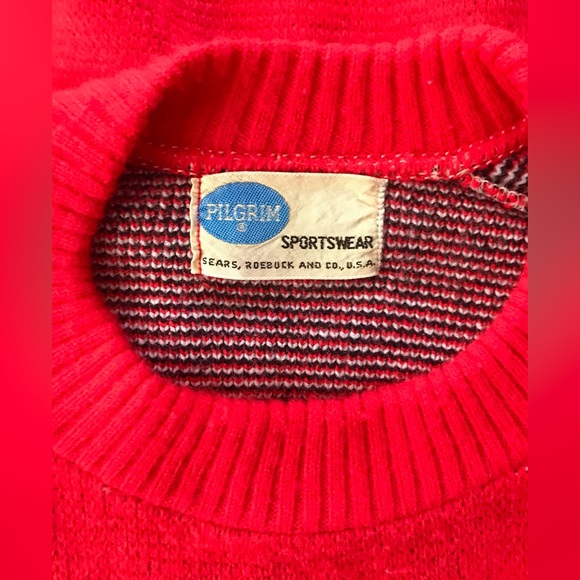 PILGRIM ®
SPORTSWEAR
SEARS, ROEBUCK AND CO., U.S.A.